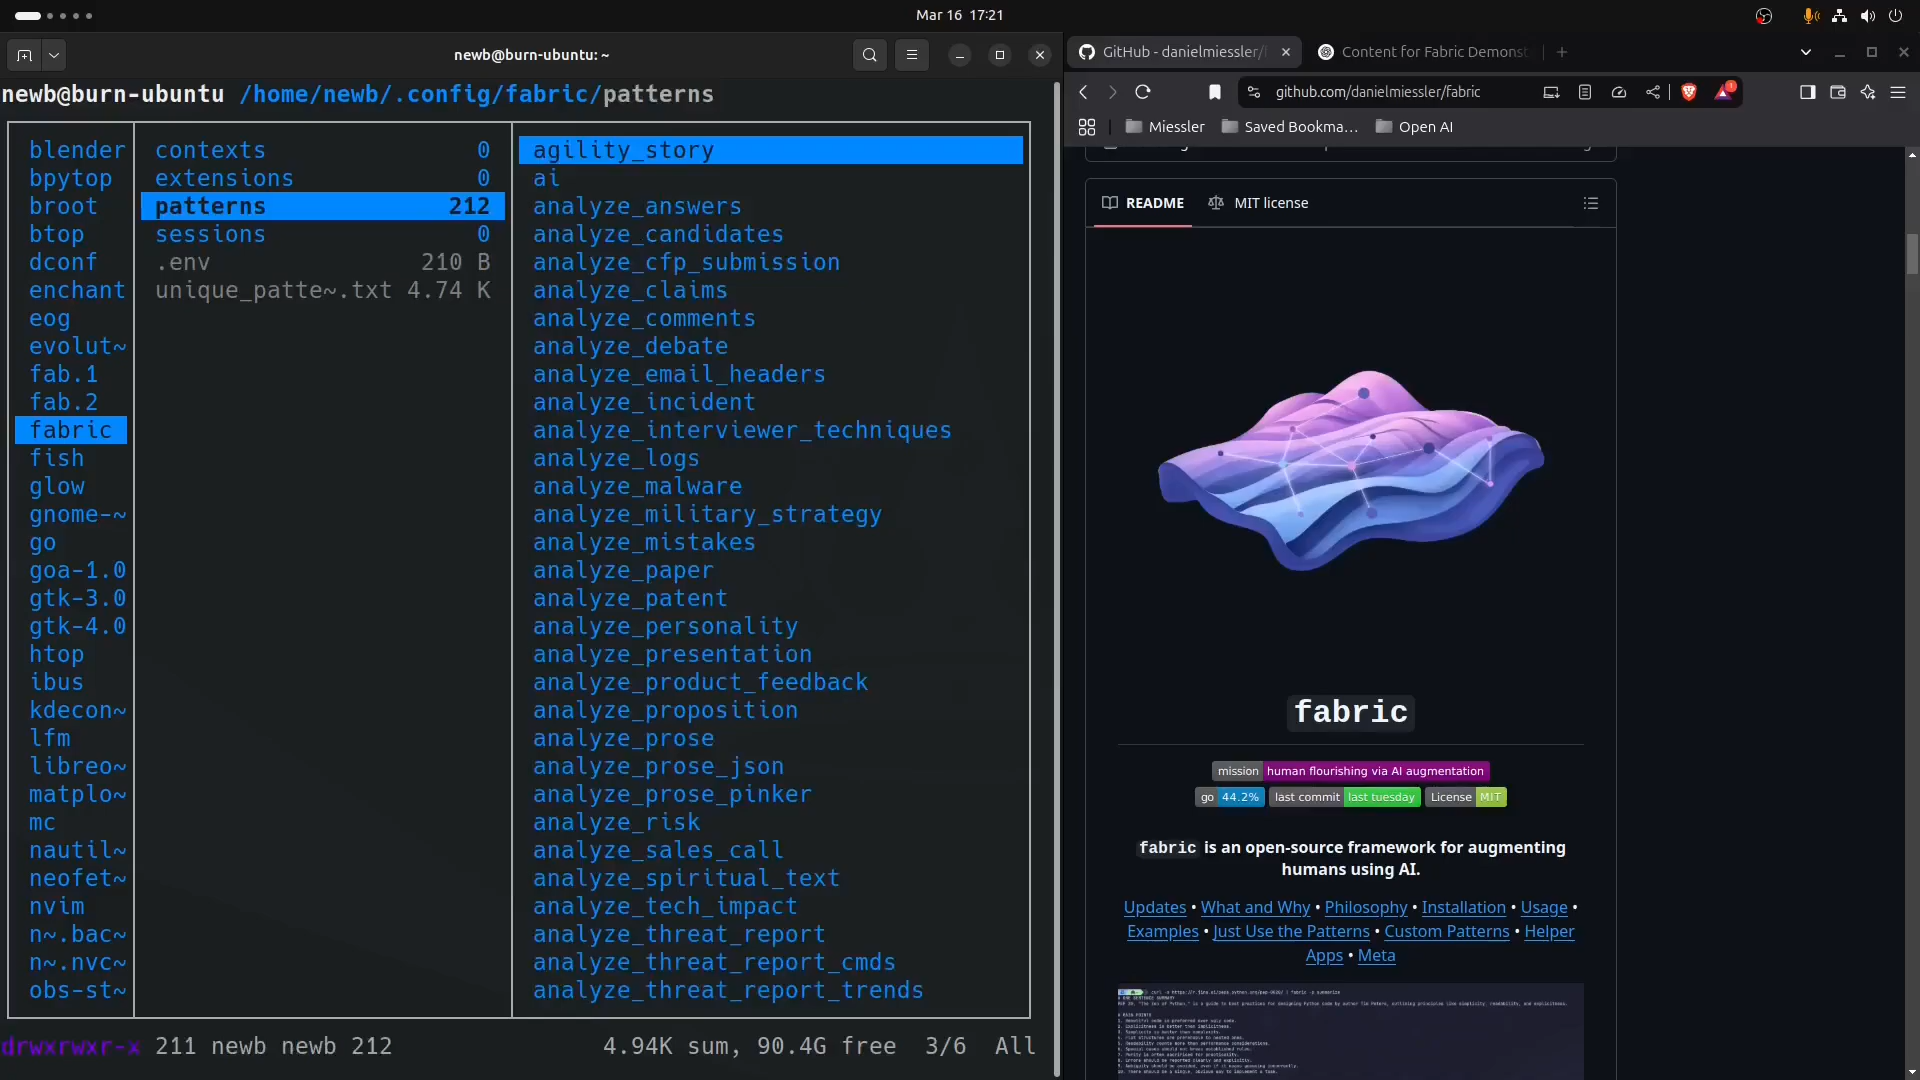 Mar 16 17:21
newb@burn-ubuntu: ~
newb@burn-ubuntu /home/newb/.config/fabric/patterns
blender
bpytop
broot
btop
dconf
enchant
eog
evolut~
fab.1
fab.2
fabric
fish
glow
gnome-~
go
goa-1.0
gtk-3.0
gtk-4.0
htop
ibus
kdecon~
lfm
libreo~
matplo~
mc
nautil~
neofet~
nvim
n~.bac~
n~.nvc~
obs-st~
contexts 0
extensions 0
patterns 212
sessions 0
.env 210 B
unique_patte~.txt 4.74 K
agility_story
ai
analyze_answers
analyze_candidates
analyze_cfp_submission
analyze_claims
analyze_comments
analyze_debate
analyze_email_headers
analyze_incident
analyze_interviewer_techniques
analyze_logs
analyze_malware
analyze_military_strategy
analyze_mistakes
analyze_paper
analyze_patent
analyze_personality
analyze_presentation
analyze_product_feedback
analyze_proposition
analyze_prose
analyze_prose_json
analyze_prose_pinker
analyze_risk
analyze_sales_call
analyze_spiritual_text
analyze_tech_impact
analyze_threat_report
analyze_threat_report_cmds
analyze_threat_report_trends
drwxrwxr-x 211 newb newb 212 4.94K sum, 90.4G free 3/6 All
GitHub - danielmiessler/
Content for Fabric Demonst
github.com/danielmiessler/fabric
Miessler
Saved Bookma…
Open AI
README
MIT license
fabric
mission human flourishing via AI augmentation
go 44.2% last commit last tuesday License MIT
fabric is an open-source framework for augmenting
humans using AI.
Updates • What and Why • Philosophy • Installation • Usage •
Examples • Just Use the Patterns • Custom Patterns • Helper
Apps • Meta